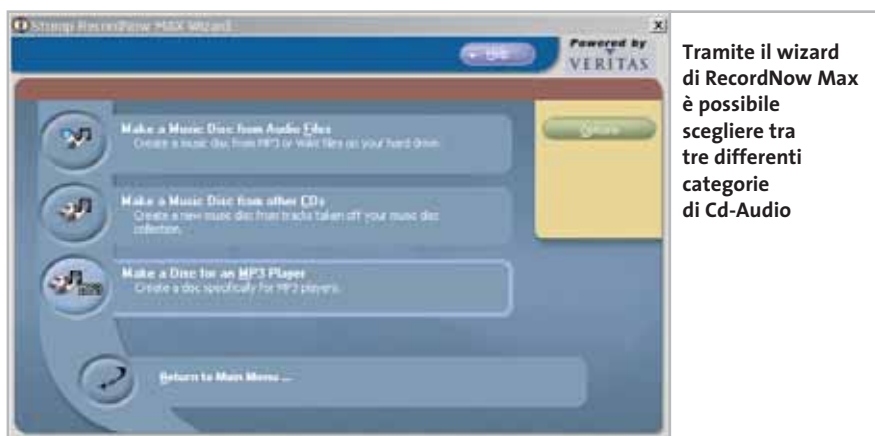 Stomp RecordNow MAX Wizard
Powered by
VERITAS
Help
Make a Music Disc from Audio Files
Create a music disc from MP3 or WAV files on your hard drive.
Options
Make a Music Disc from other CDs
Create a new music disc from tracks taken off your music disc
collection.
Make a Disc for an MP3 Player
Create a disc specifically for MP3 players.
Return to Main Menu ...
Tramite il wizard
di RecordNow Max
è possibile
scegliere tra
tre differenti
categorie
di Cd-Audio